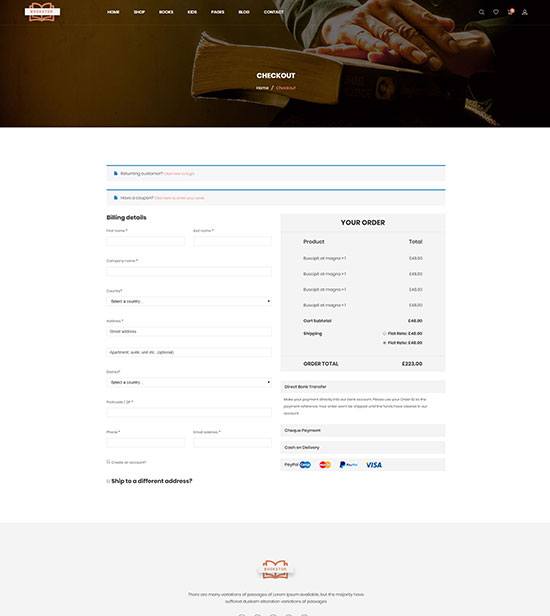 BOOKSTOR
HOME SHOP BOOKS KIDS PAGES BLOG CONTACT
CHECKOUT
Home / Checkout
Returning customer? Click here to login
Have a coupon? Click here to enter your code
Billing details
First name *
last name *
Company name *
Country*
Select a country…
Address *
Street address
Apartment, suite, unit etc. (optional)
District*
Select a country…
Postcode / ZIP *
Phone *
Email address *
Create an account?
Ship to a different address?
YOUR ORDER
Product Total
Buscipit at magna × 1 £48.00
Buscipit at magna × 1 £48.00
Buscipit at magna × 1 £48.00
Buscipit at magna × 1 £48.00
Cart Subtotal £48.00
Shipping Flat Rate: £48.00
Flat Rate: £48.00
ORDER TOTAL £223.00
Direct Bank Transfer
Make your payment directly into our bank account. Please use your Order ID as the
payment reference. Your order won't be shipped until the funds have cleared in our
account.
Cheque Payment
Cash on Delivery
PayPal PayPal VISA
BOOKSTOR
There are many variations of passages of Lorem Ipsum available, but the majority have
suffered duskam alteration variations of passages